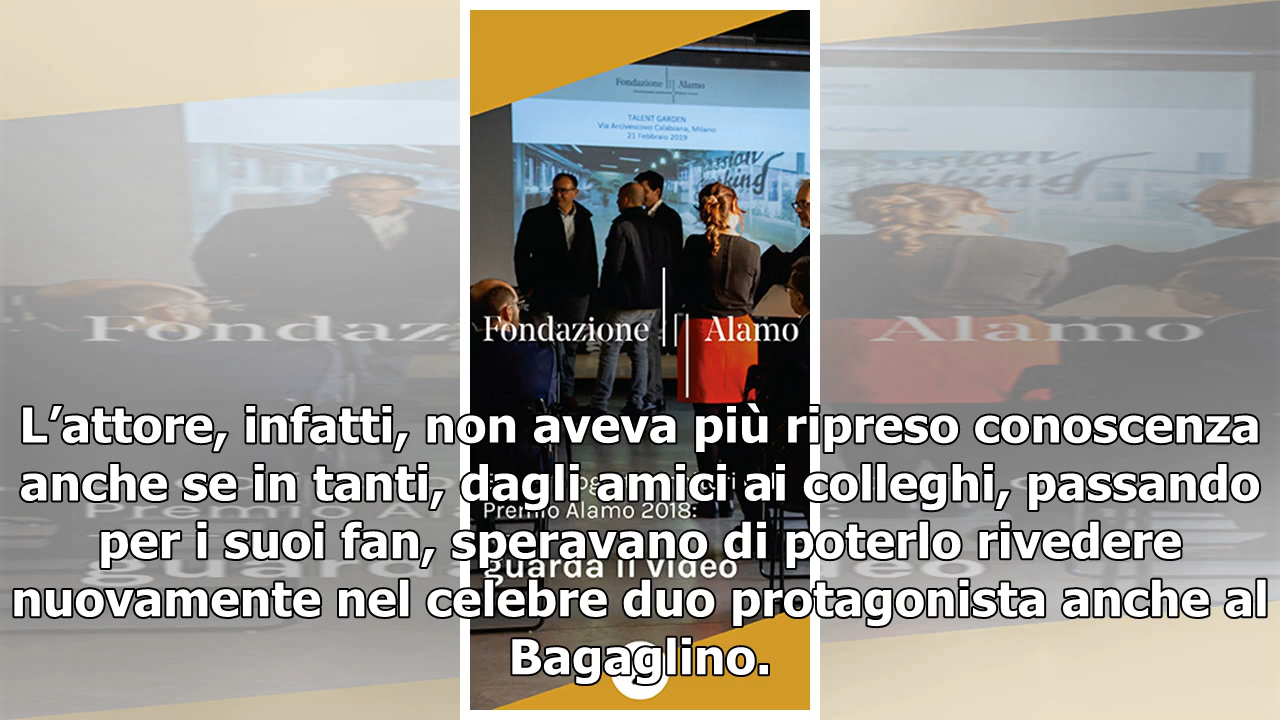 Fondazione Alamo
TALENT GARDEN
Via Arcivescovo Calabiana, Milano
21 Febbraio 2019
Fondazione Alamo
Premio Alamo 2018:
guarda il video
L’attore, infatti, non aveva più ripreso conoscenza
anche se in tanti, dagli amici ai colleghi, passando
per i suoi fan, speravano di poterlo rivedere
nuovamente nel celebre duo protagonista anche al
Bagaglino.